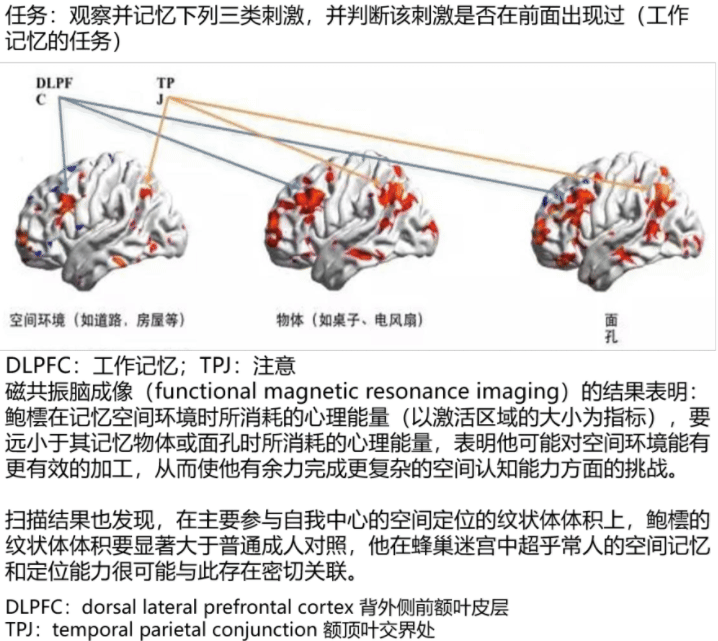 任务：观察并记忆下列三类刺激，并判断该刺激是否在前面出现过（工作
记忆的任务）
DLPF
C
TP
J
空间环境（如道路，房屋等）
物体（如桌子、电风扇）
面
孔
DLPFC：工作记忆；TPJ：注意
磁共振脑成像（functional magnetic resonance imaging）的结果表明：
鲍橒在记忆空间环境时所消耗的心理能量（以激活区域的大小为指标），要
远小于其记忆物体或面孔时所消耗的心理能量，表明他可能对空间环境能有
更有效的加工，从而使他有余力完成更复杂的空间认知能力方面的挑战。
扫描结果也发现，在主要参与自我中心的空间定位的纹状体体积上，鲍橒的
纹状体体积要显著大于普通成人对照，他在蜂巢迷宫中超乎常人的空间记忆
和定位能力很可能与此存在密切关联。
DLPFC：dorsal lateral prefrontal cortex 背外侧前额叶皮层
TPJ：temporal parietal conjunction 额顶叶交界处